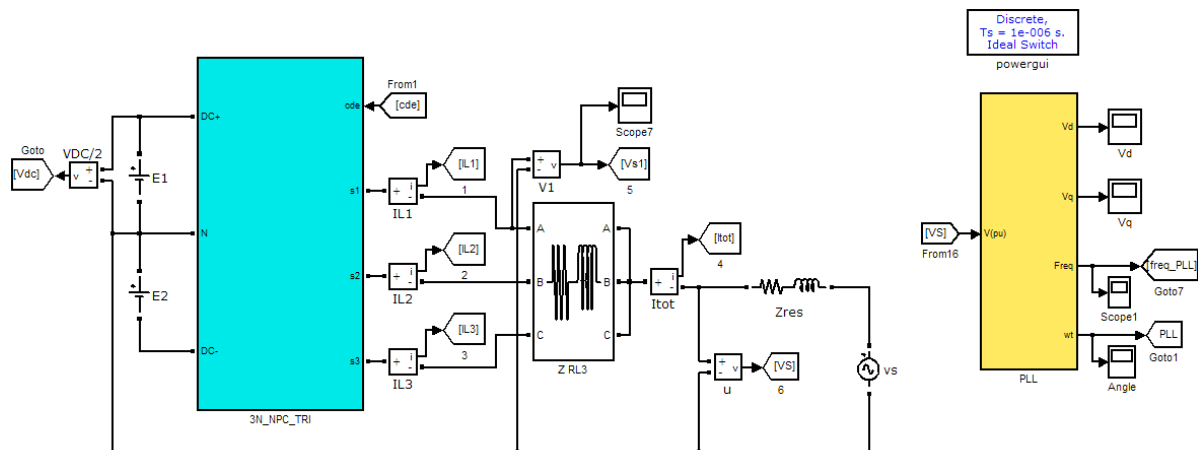 Discrete,
Ts = 1e-006 s.
Ideal Switch
powergui
From1
[cde]
cde
DC+
Goto
[Vdc]
VDC/2
v
+
-
E1
N
E2
DC-
3N_NPC_TRI
s1
+
i
-
IL1
[IL1]
1
s2
+
i
-
IL2
[IL2]
2
s3
+
i
-
IL3
[IL3]
3
Scope7
+
-
v
V1
[Vs1]
5
A
B
C
A
B
C
Z RL3
+
i
-
Itot
[Itot]
4
Zres
+
-
v
u
[VS]
6
+
vs
[VS]
From16
V(pu)
Vd
Vq
Freq
wt
PLL
Vd
Vq
[freq_PLL]
Goto7
Scope1
PLL
Goto1
Angle